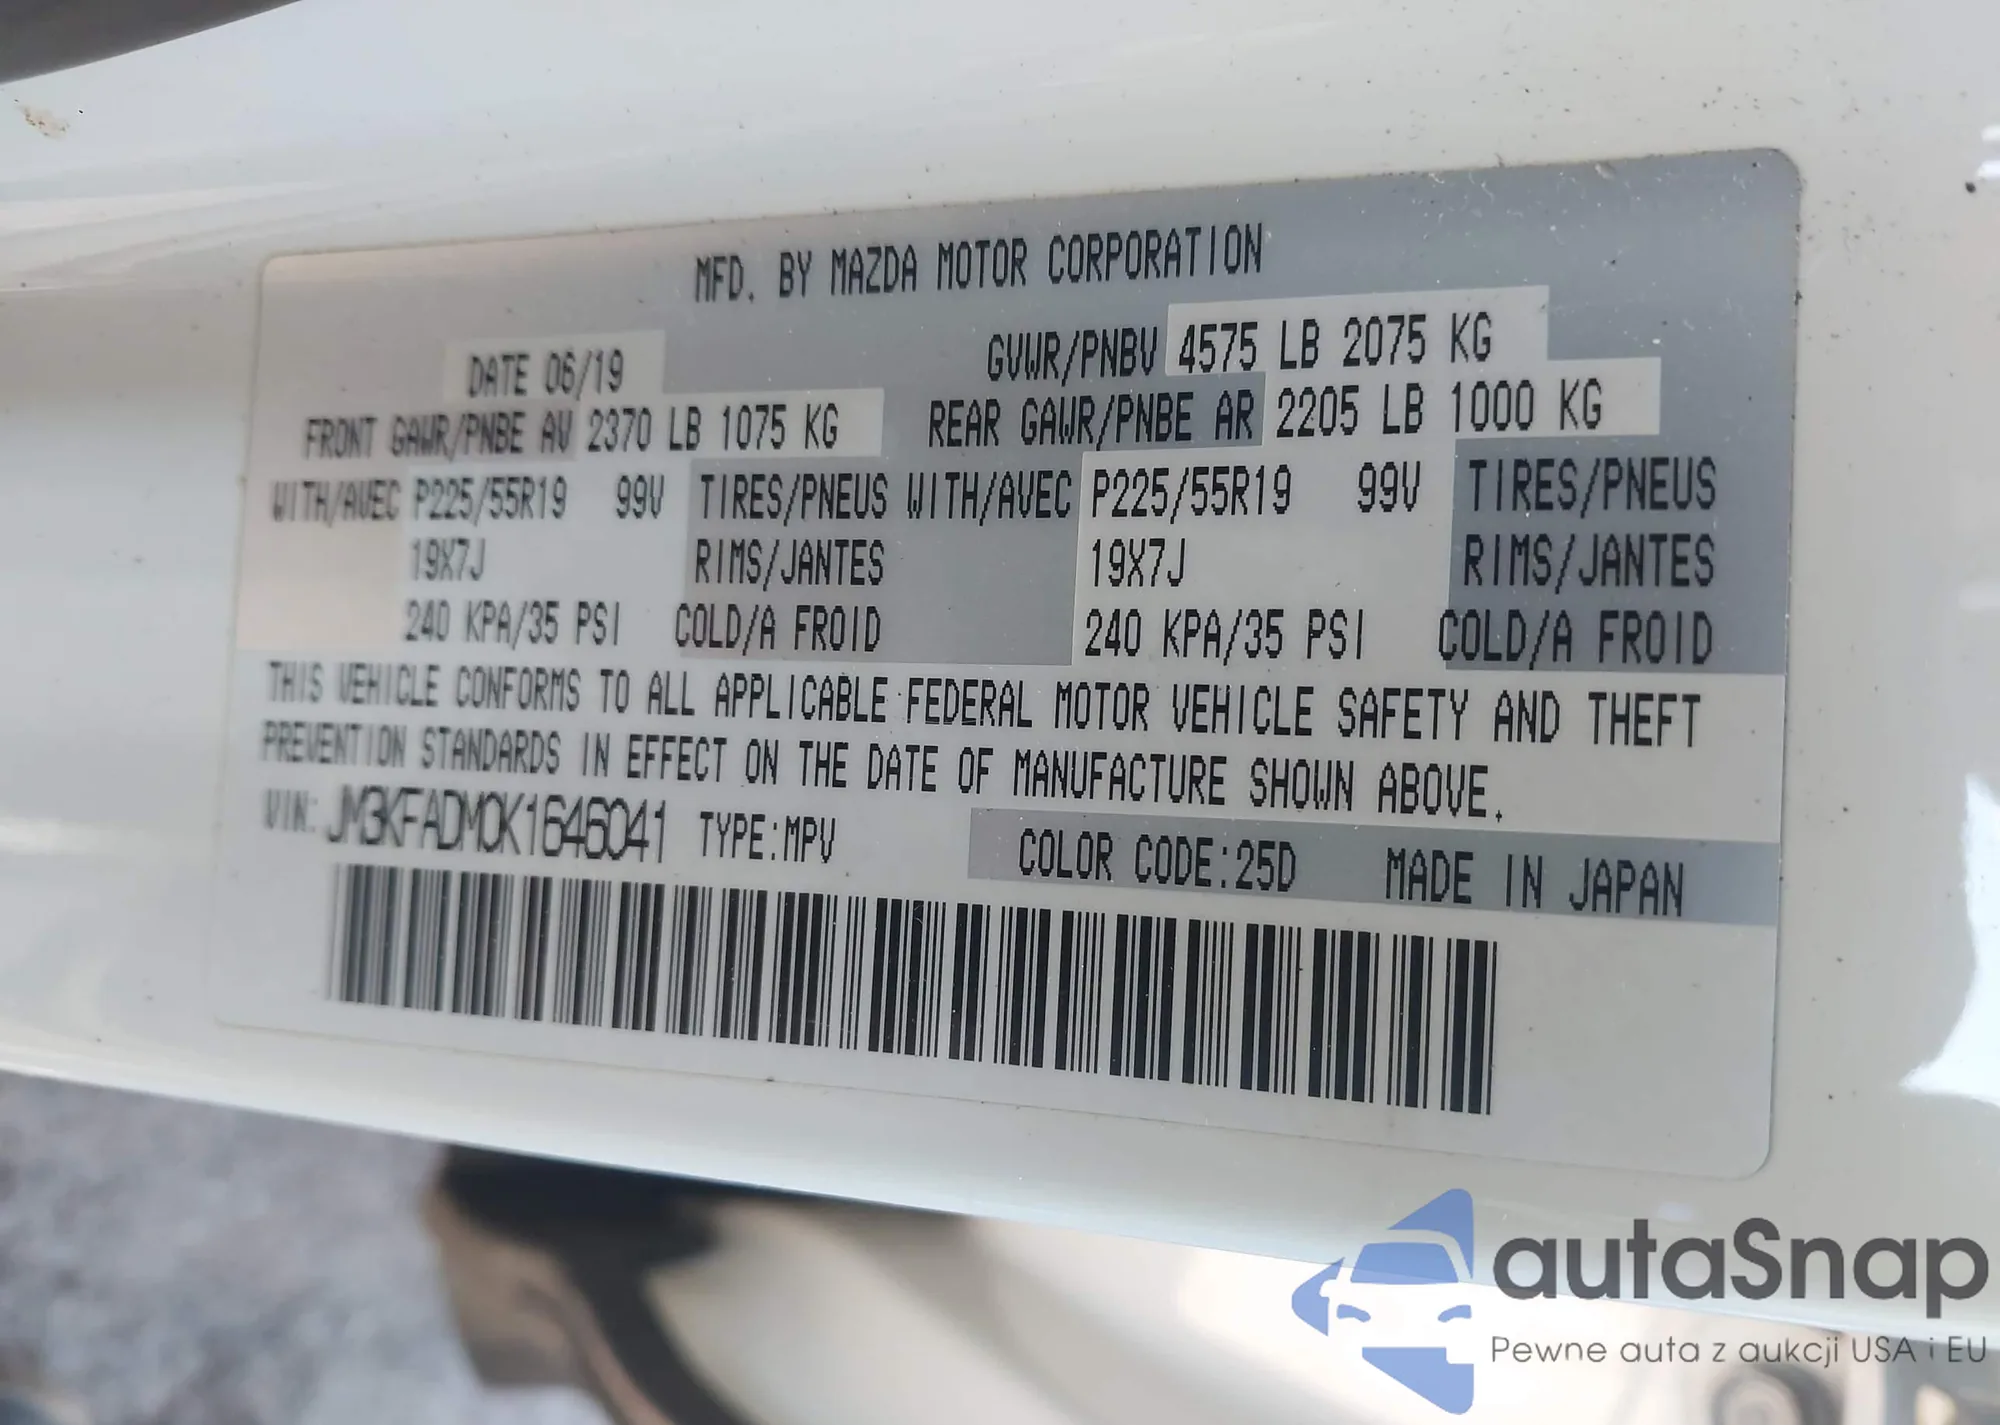 MFD. BY MAZDA MOTOR CORPORATION
DATE 06/19 GVWR/PNBV 4575 LB 2075 KG
FRONT GAWR/PNBE AV 2370 LB 1075 KG REAR GAWR/PNBE AR 2205 LB 1000 KG
WITH/AVEC P225/55R19 99V TIRES/PNEUS WITH/AVEC P225/55R19 99V TIRES/PNEUS
19X7J RIMS/JANTES 19X7J RIMS/JANTES
240 KPA/35 PSI COLD/A FROID 240 KPA/35 PSI COLD/A FROID
THIS VEHICLE CONFORMS TO ALL APPLICABLE FEDERAL MOTOR VEHICLE SAFETY AND THEFT
PREVENTION STANDARDS IN EFFECT ON THE DATE OF MANUFACTURE SHOWN ABOVE.
VIN: JM3KFADM0K1646041 TYPE:MPV COLOR CODE:25D MADE IN JAPAN
autaSnap
Pewne auta z aukcji USA i EU